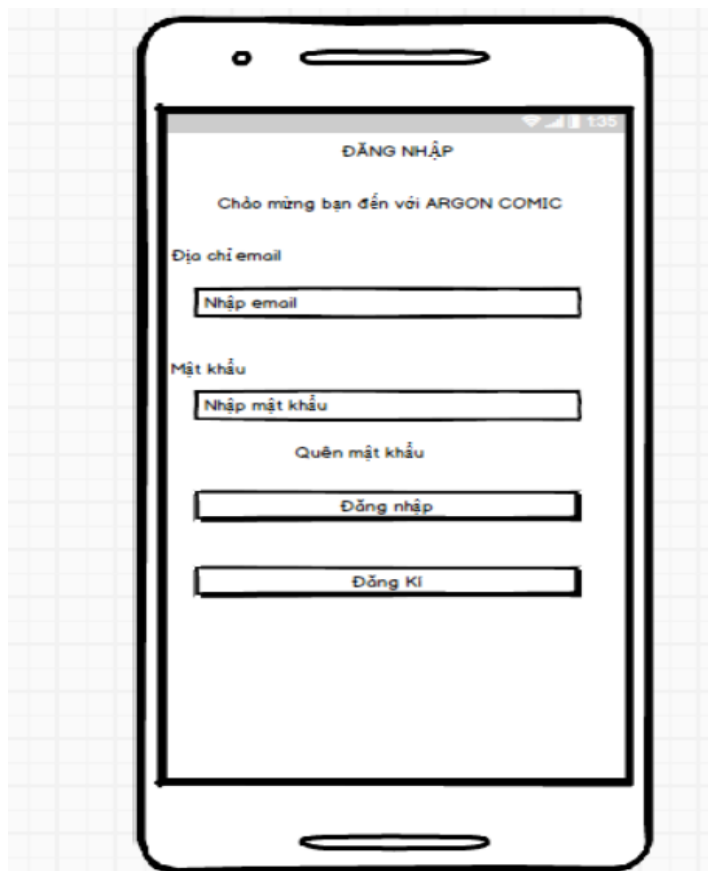 1:35
ĐĂNG NHẬP
Chào mừng bạn đến với ARGON COMIC
Địa chỉ email
Nhập email
Mật khẩu
Nhập mật khẩu
Quên mật khẩu
Đăng nhập
Đăng Kí